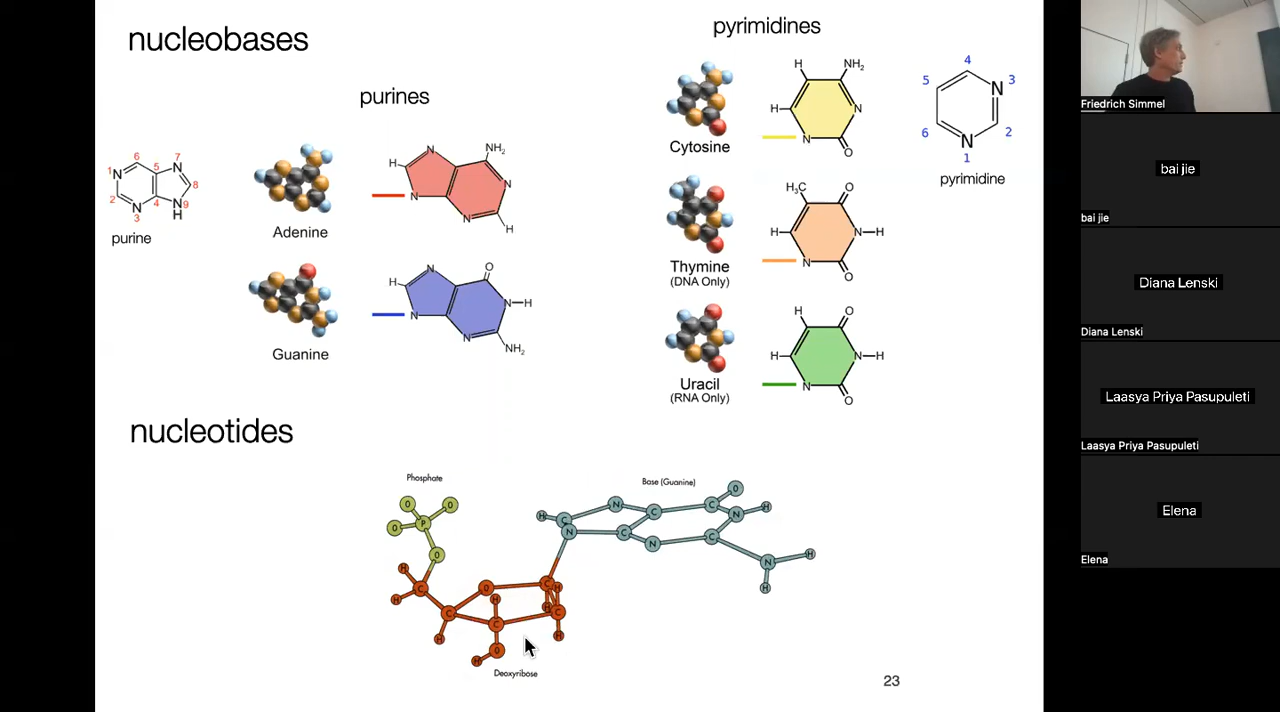 nucleobases
purines
pyrimidines
1
2
3
4
5
6
7
8
9
N
N
N
N
H
purine
Adenine
H
N
N
N
N
NH₂
H
Guanine
H
N
N
O
N
H
N
NH₂
Cytosine
H
NH₂
H
N
N
O
Thymine
(DNA Only)
H₃C
O
H
N
H
N
O
Uracil
(RNA Only)
H
O
H
N
H
N
O
4
5
N
3
6
2
N
1
pyrimidine
nucleotides
Phosphate
O
O
O
P
O
Base (Guanine)
H
C
N
N
C
C
N
C
O
N
H
C
N
H
H
H
H
C
C
H
O
C
H
C
H
H
C
H
O
H
Deoxyribose
23
Friedrich Simmel
bai jie
bai jie
Diana Lenski
Diana Lenski
Laasya Priya Pasupuleti
Laasya Priya Pasupuleti
Elena
Elena